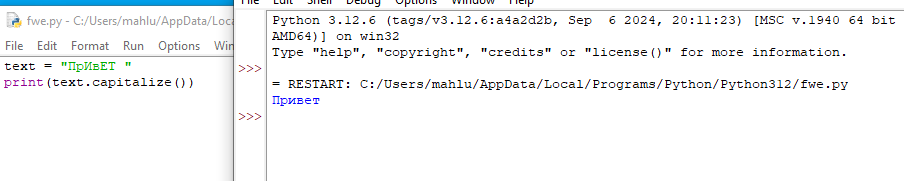 fwe.py - C:/Users/mahlu/AppData/Local
File Edit Format Run Options
text = "ПрИвЕТ "
print(text.capitalize())
File Edit Shell Debug Options Window Help
Python 3.12.6 (tags/v3.12.6:a4a2d2b, Sep  6 2024, 20:11:23) [MSC v.1940 64 bit
AMD64)] on win32
Type "help", "copyright", "credits" or "license()" for more information.
>>>
= RESTART: C:/Users/mahlu/AppData/Local/Programs/Python/Python312/fwe.py
Привет
>>>